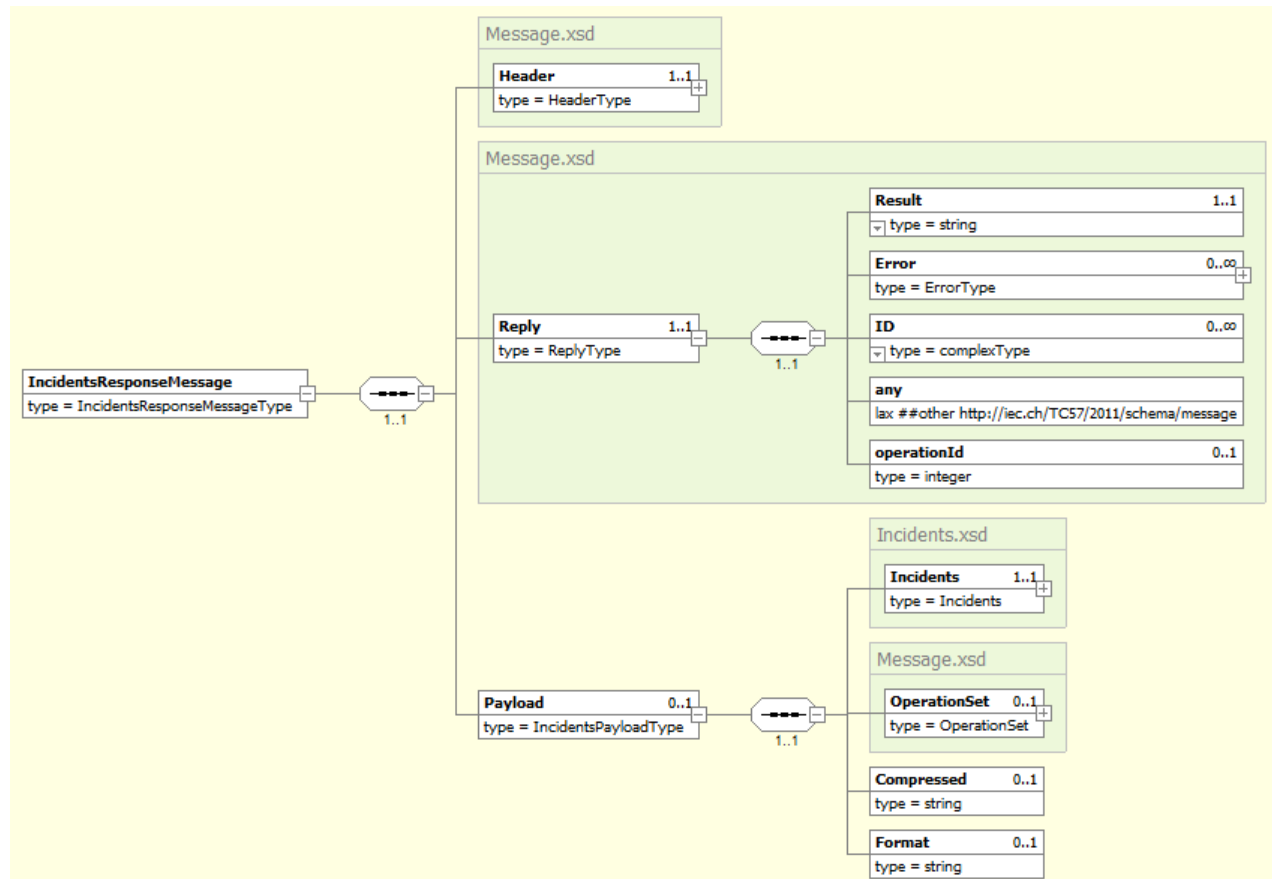 Message.xsd
Header 1..1
type = HeaderType
Message.xsd
Result 1..1
type = string
Error 0..∞
type = ErrorType
Reply 1..1
type = ReplyType
1..1
ID 0..∞
type = complexType
any
lax ##other http://iec.ch/TC57/2011/schema/message
operationId 0..1
type = integer
IncidentsResponseMessage
type = IncidentsResponseMessageType
1..1
Incidents.xsd
Incidents 1..1
type = Incidents
Message.xsd
Payload 0..1
type = IncidentsPayloadType
1..1
OperationSet 0..1
type = OperationSet
Compressed 0..1
type = string
Format 0..1
type = string